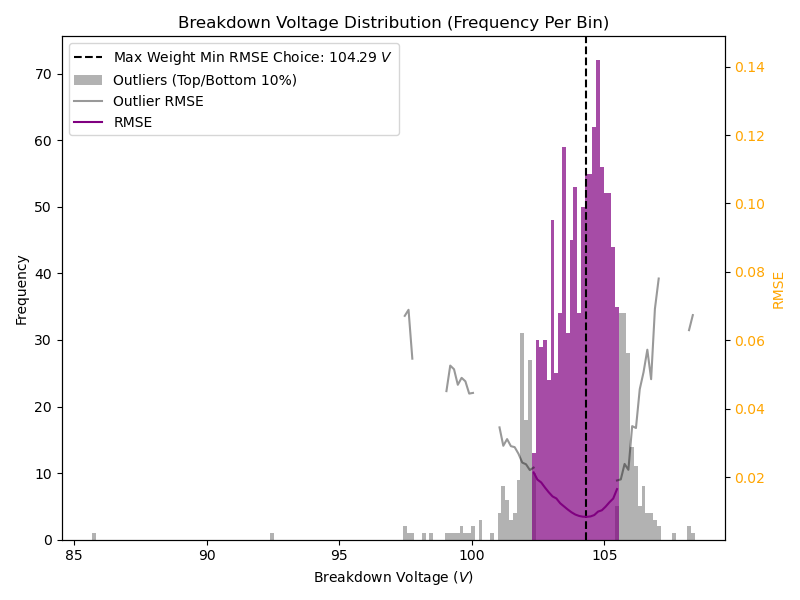 Breakdown Voltage Distribution (Frequency Per Bin)
Max Weight Min RMSE Choice: 104.29 V
Outliers (Top/Bottom 10%)
Outlier RMSE
RMSE
Frequency
70
60
50
40
30
20
10
0
0.14
0.12
0.10
0.08
0.06
0.04
0.02
RMSE
85
90
95
100
105
Breakdown Voltage (V)